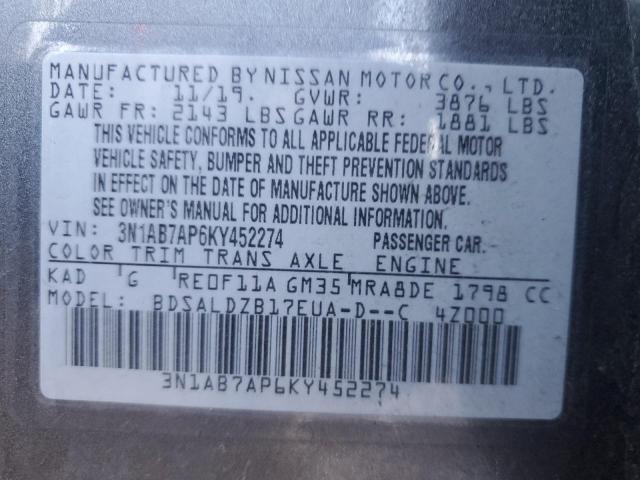 MANUFACTURED BY NISSAN MOTOR CO., LTD.
DATE: 11/19. GVWR: 3876 LBS
GAWR FR: 2143 LBS GAWR RR: 1881 LBS
THIS VEHICLE CONFORMS TO ALL APPLICABLE FEDERAL MOTOR
VEHICLE SAFETY, BUMPER AND THEFT PREVENTION STANDARDS
IN EFFECT ON THE DATE OF MANUFACTURE SHOWN ABOVE.
SEE OWNER'S MANUAL FOR ADDITIONAL INFORMATION.
VIN: 3N1AB7AP6KY452274 PASSENGER CAR.
COLOR TRIM TRANS AXLE ENGINE
KAD G RE0F11A GM35 MRA8DE 1798 CC
MODEL: BDSALDZB17EUA-D--C 4Z000
3N1AB7AP6KY452274